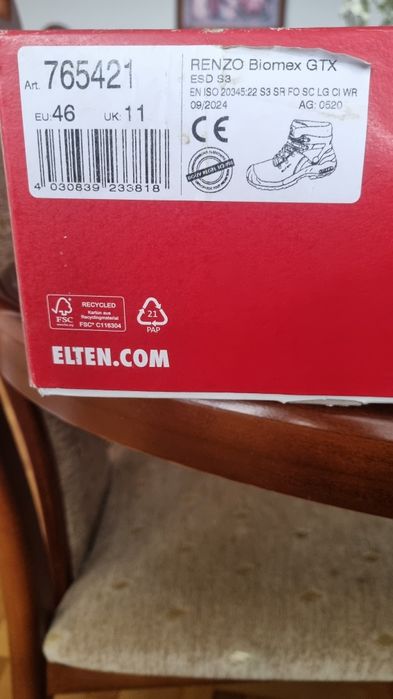 Art. 765421
EU: 46 UK: 11
4 030839 233818
RENZO Biomex GTX
ESD S3
EN ISO 20345:22 S3 SR FO SC LG CI WR
09/2024 AG: 0520
CE
FSC
RECYCLED
Karton aus
Recyclingmaterial
FSC® C116304
21
PAP
ELTEN.COM